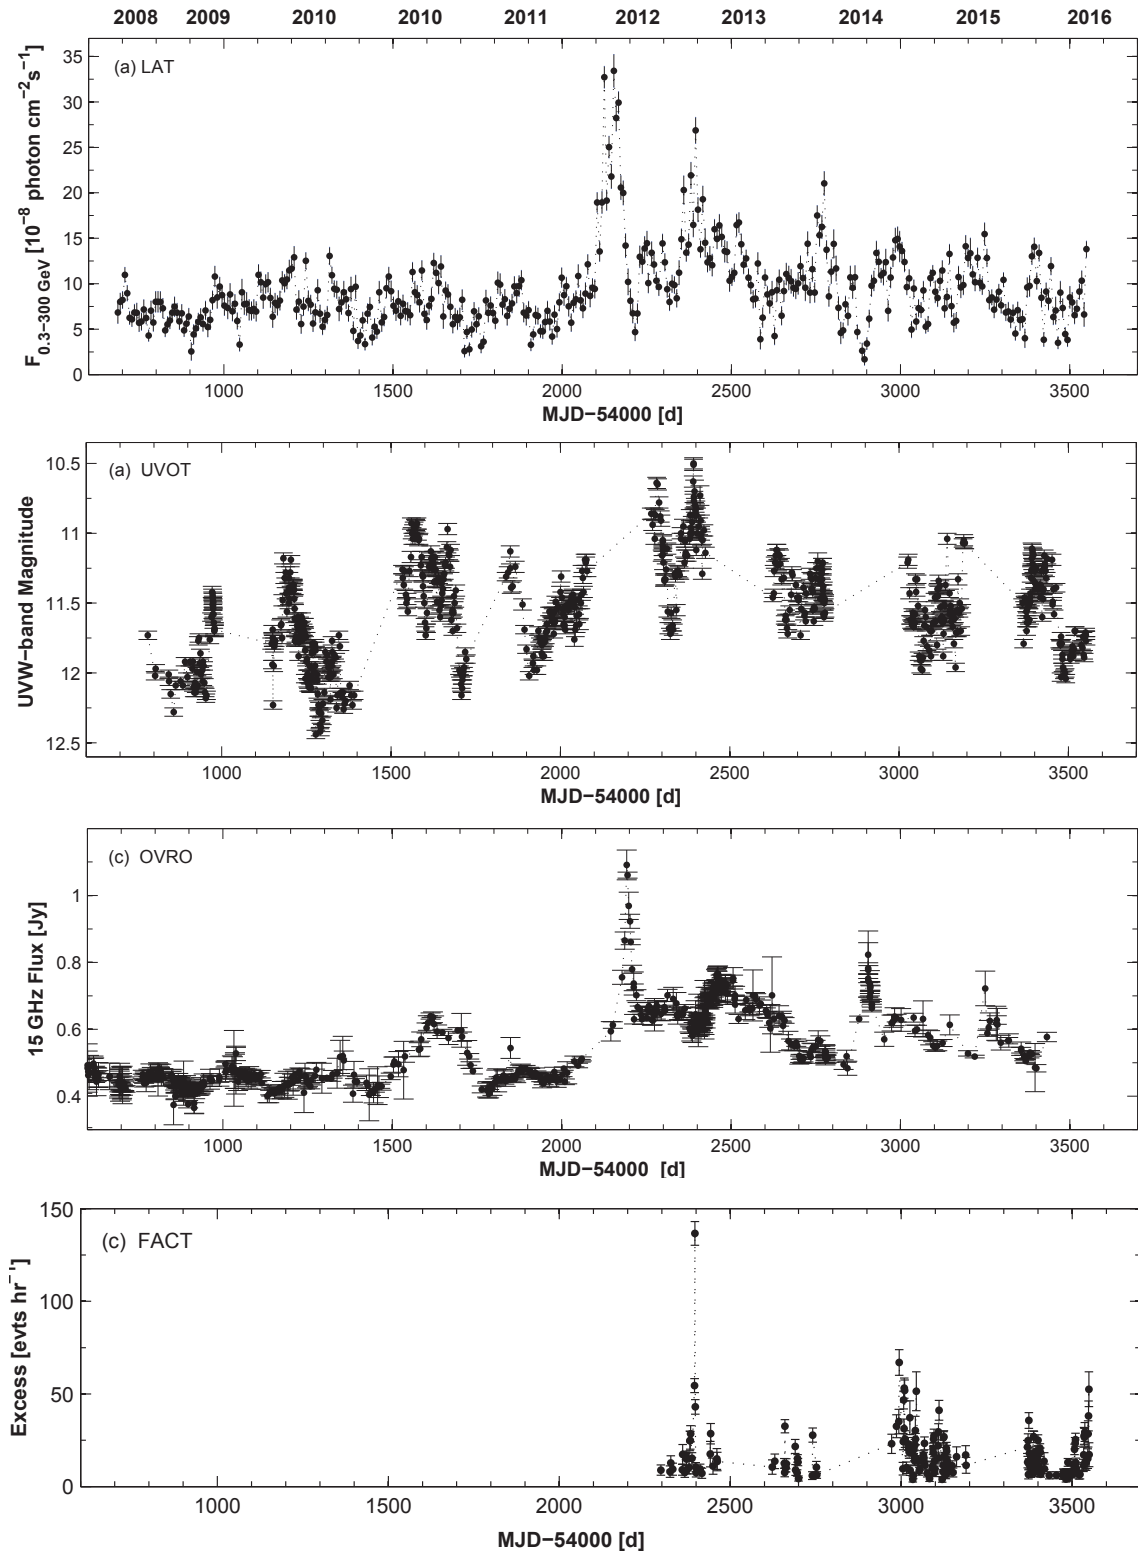 2008 2009 2010 2010 2011 2012 2013 2014 2015 2016
(a) LAT
F0.3−300 GeV [10−8 photon cm−2s−1]
35
30
25
20
15
10
5
0
1000 1500 2000 2500 3000 3500
MJD−54000 [d]
(a) UVOT
UVW−band Magnitude
10.5
11
11.5
12
12.5
1000 1500 2000 2500 3000 3500
MJD−54000 [d]
(c) OVRO
15 GHz Flux [Jy]
1
0.8
0.6
0.4
1000 1500 2000 2500 3000 3500
MJD−54000 [d]
(c) FACT
Excess [evts hr−1]
150
100
50
0
1000 1500 2000 2500 3000 3500
MJD−54000 [d]